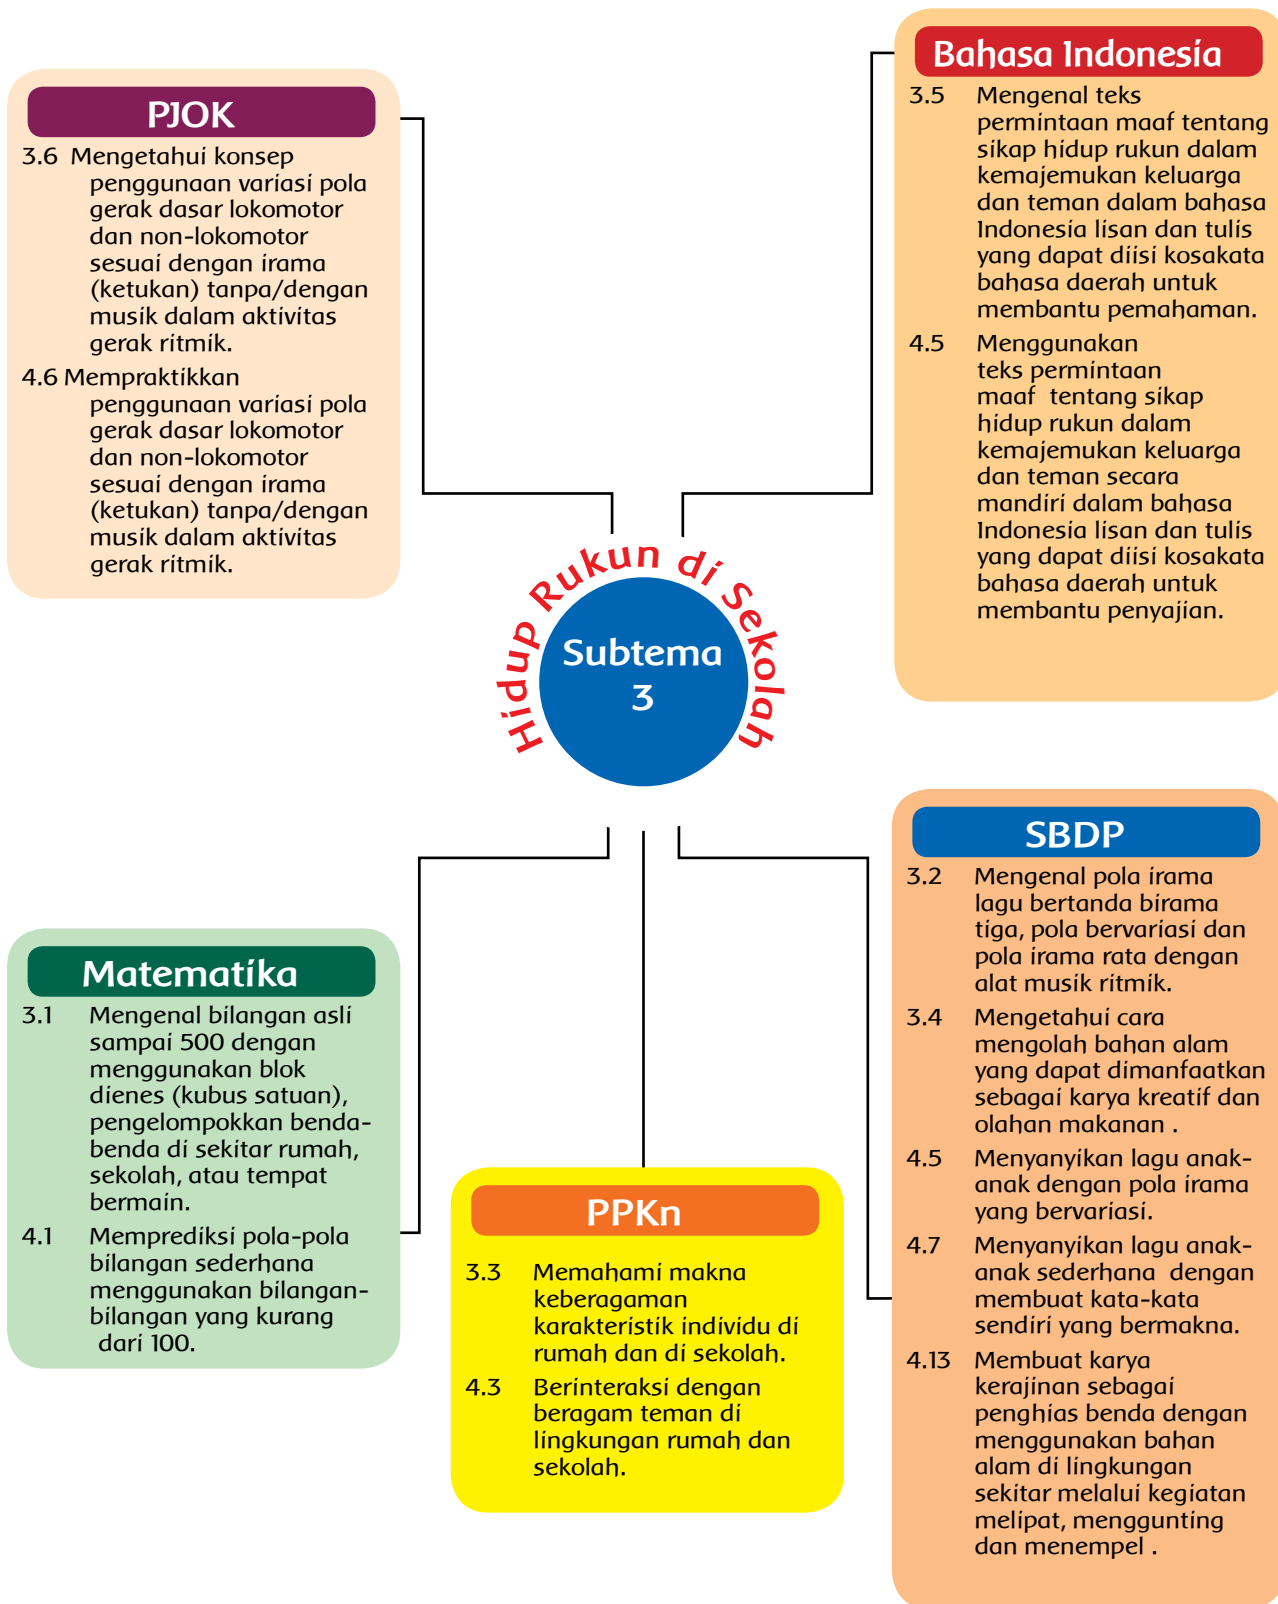 PJOK
3.6 Mengetahui konsep
penggunaan variasi pola
gerak dasar lokomotor
dan non-lokomotor
sesuai dengan irama
(ketukan) tanpa/dengan
musik dalam aktivitas
gerak ritmik.
4.6 Mempraktikkan
penggunaan variasi pola
gerak dasar lokomotor
dan non-lokomotor
sesuai dengan irama
(ketukan) tanpa/dengan
musik dalam aktivitas
gerak ritmik.
Bahasa Indonesia
3.5 Mengenal teks
permintaan maaf tentang
sikap hidup rukun dalam
kemajemukan keluarga
dan teman dalam bahasa
Indonesia lisan dan tulis
yang dapat diisi kosakata
bahasa daerah untuk
membantu pemahaman.
4.5 Menggunakan
teks permintaan
maaf tentang sikap
hidup rukun dalam
kemajemukan keluarga
dan teman secara
mandiri dalam bahasa
Indonesia lisan dan tulis
yang dapat diisi kosakata
bahasa daerah untuk
membantu penyajian.
Hidup Rukun di Sekolah
Subtema
3
Matematika
3.1 Mengenal bilangan asli
sampai 500 dengan
menggunakan blok
dienes (kubus satuan),
pengelompokkan benda-
benda di sekitar rumah,
sekolah, atau tempat
bermain.
4.1 Memprediksi pola-pola
bilangan sederhana
menggunakan bilangan-
bilangan yang kurang
dari 100.
PPKn
3.3 Memahami makna
keberagaman
karakteristik individu di
rumah dan di sekolah.
4.3 Berinteraksi dengan
beragam teman di
lingkungan rumah dan
sekolah.
SBDP
3.2 Mengenal pola irama
lagu bertanda birama
tiga, pola bervariasi dan
pola irama rata dengan
alat musik ritmik.
3.4 Mengetahui cara
mengolah bahan alam
yang dapat dimanfaatkan
sebagai karya kreatif dan
olahan makanan .
4.5 Menyanyikan lagu anak-
anak dengan pola irama
yang bervariasi.
4.7 Menyanyikan lagu anak-
anak sederhana dengan
membuat kata-kata
sendiri yang bermakna.
4.13 Membuat karya
kerajinan sebagai
penghias benda dengan
menggunakan bahan
alam di lingkungan
sekitar melalui kegiatan
melipat, menggunting
dan menempel .